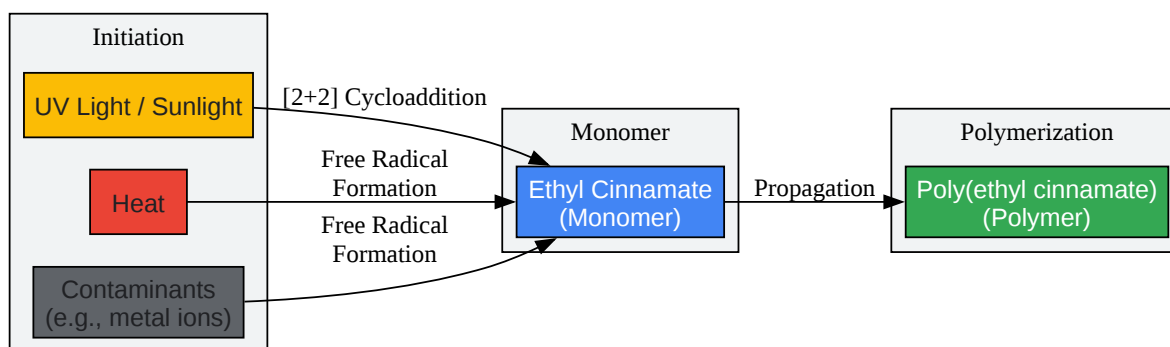 Initiation
UV Light / Sunlight
[2+2] Cycloaddition
Heat
Free Radical
Formation
Contaminants
(e.g., metal ions)
Free Radical
Formation
Monomer
Ethyl Cinnamate
(Monomer)
Propagation
Polymerization
Poly(ethyl cinnamate)
(Polymer)